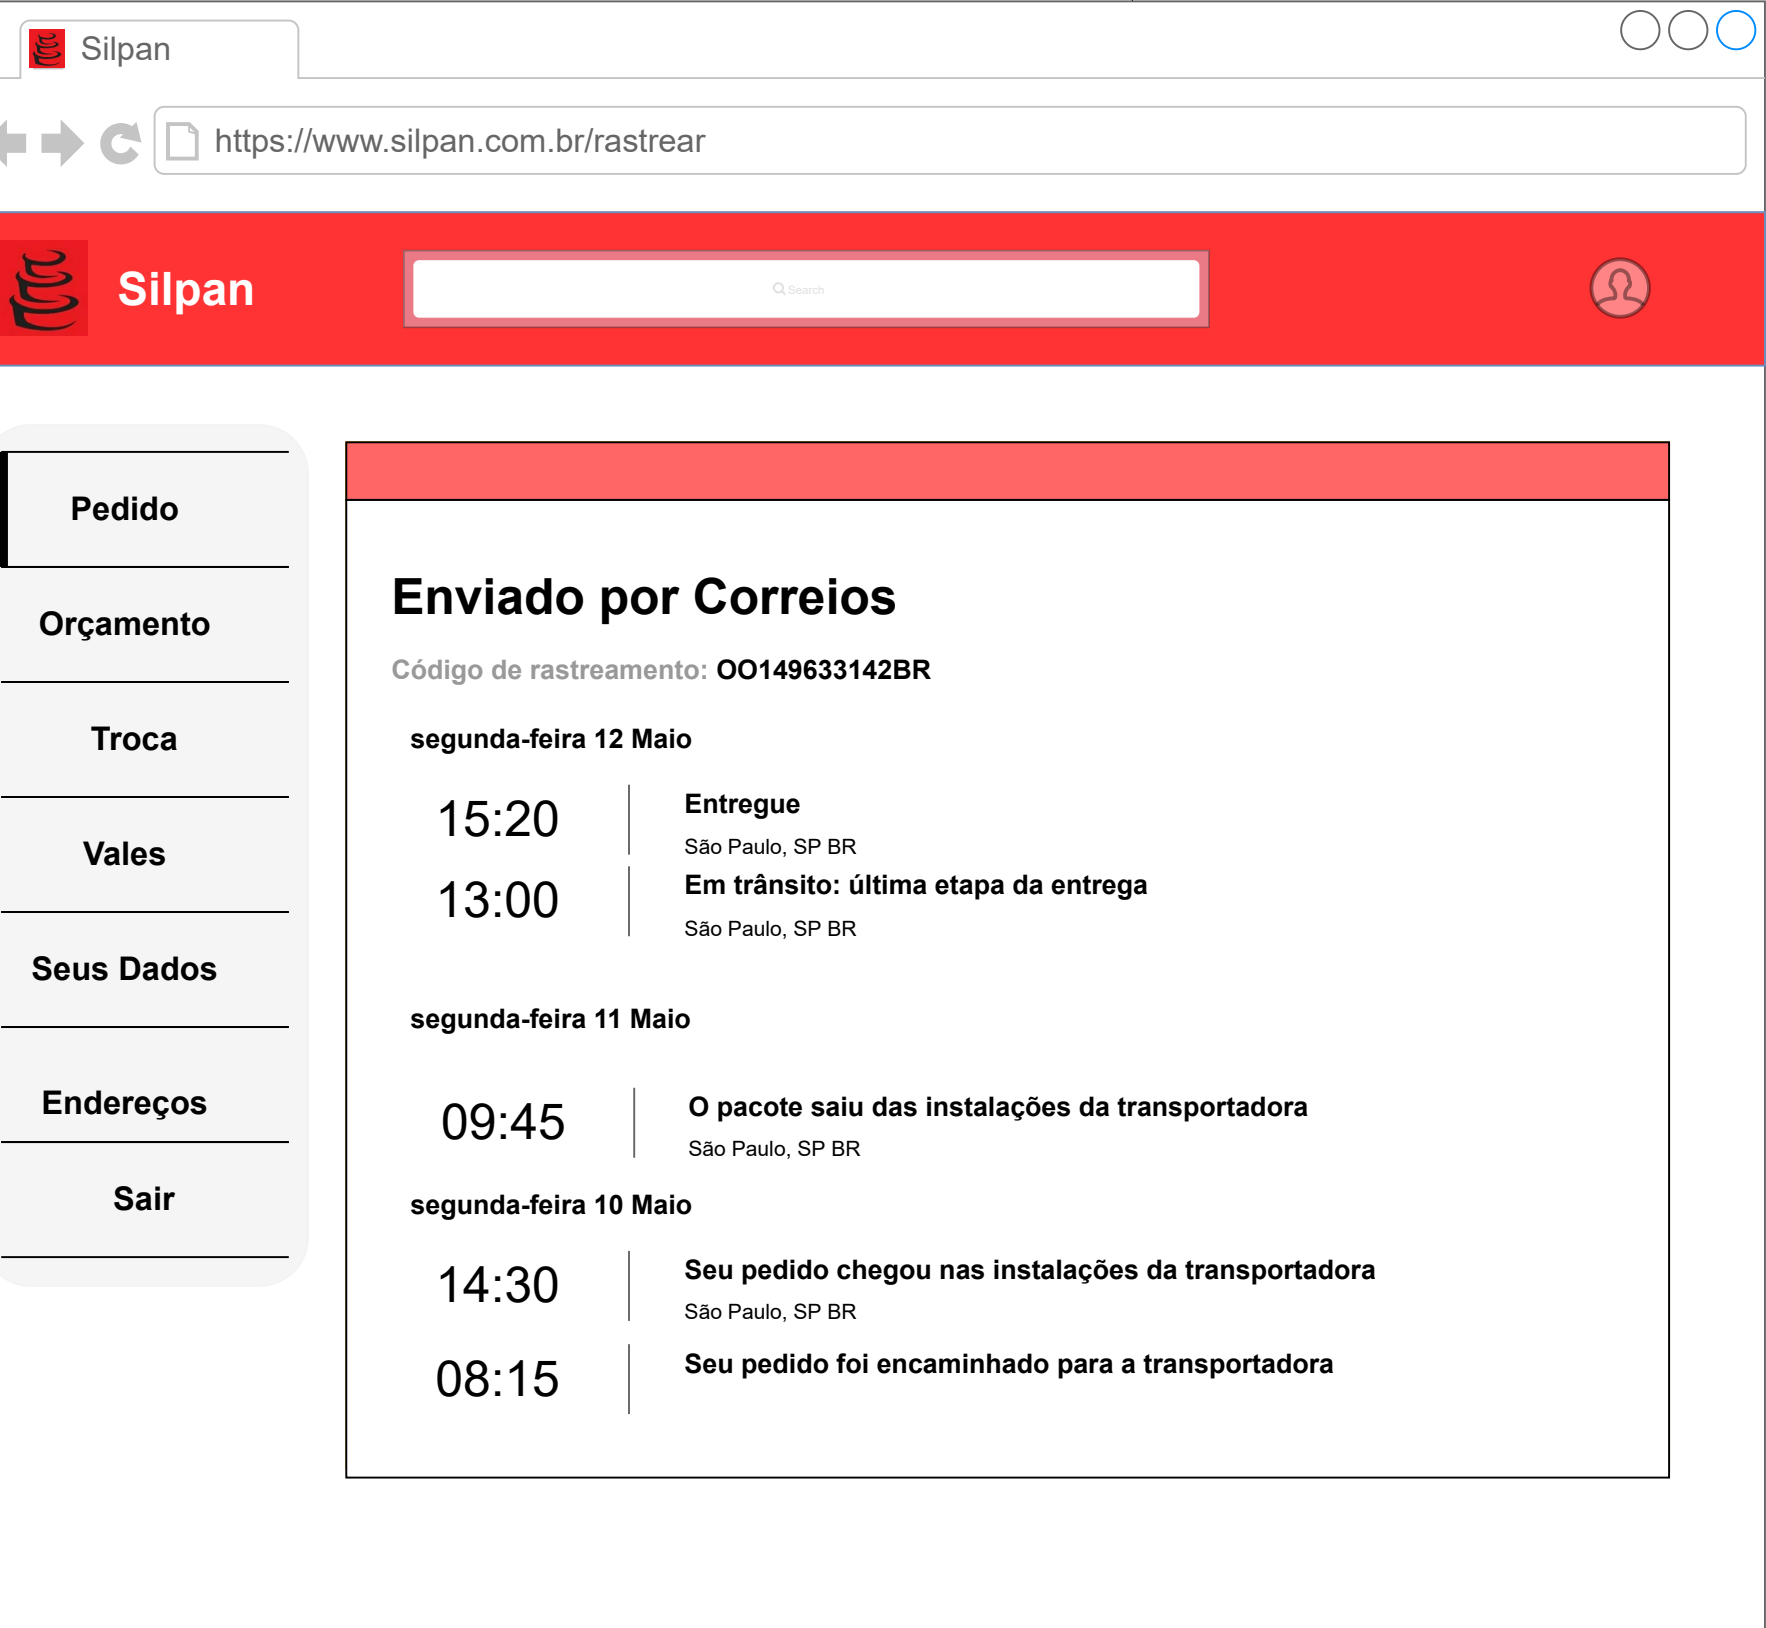 Silpan
https://www.silpan.com.br/rastrear
Silpan
Search
Pedido
Orçamento
Troca
Vales
Seus Dados
Endereços
Sair
Enviado por Correios
Código de rastreamento: OO149633142BR
segunda-feira 12 Maio
15:20
Entregue
São Paulo, SP BR
13:00
Em trânsito: última etapa da entrega
São Paulo, SP BR
segunda-feira 11 Maio
09:45
O pacote saiu das instalações da transportadora
São Paulo, SP BR
segunda-feira 10 Maio
14:30
Seu pedido chegou nas instalações da transportadora
São Paulo, SP BR
08:15
Seu pedido foi encaminhado para a transportadora